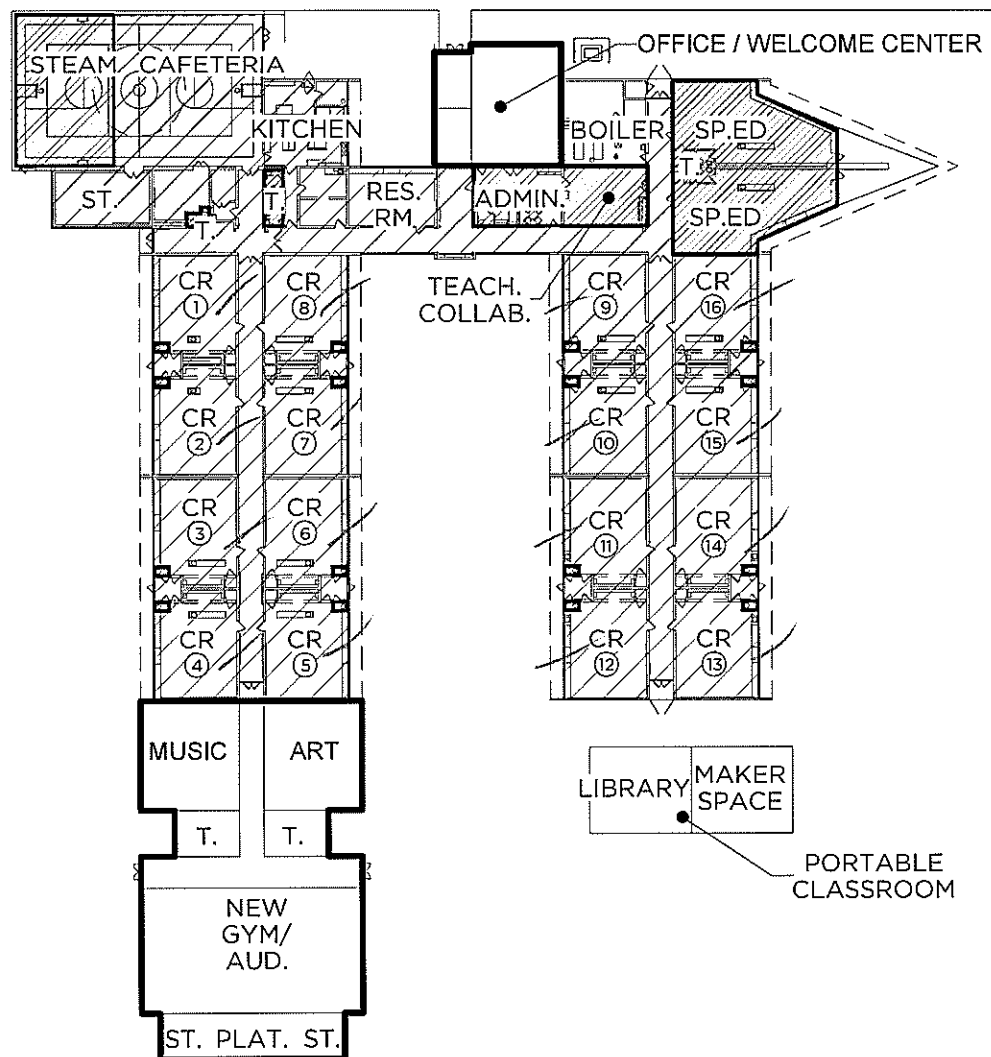 OFFICE / WELCOME CENTER
STEAM CAFETERIA
KITCHEN
BOILER
SP.ED
T.
SP.ED
ST.
T.
T.
RES.
RM.
ADMIN.
TEACH.
COLLAB.
CR
1
CR
8
CR
9
CR
16
CR
2
CR
7
CR
10
CR
15
CR
3
CR
6
CR
11
CR
14
CR
4
CR
5
CR
12
CR
13
MUSIC
ART
T.
T.
LIBRARY
MAKER
SPACE
PORTABLE
CLASSROOM
NEW
GYM/
AUD.
ST. PLAT. ST.